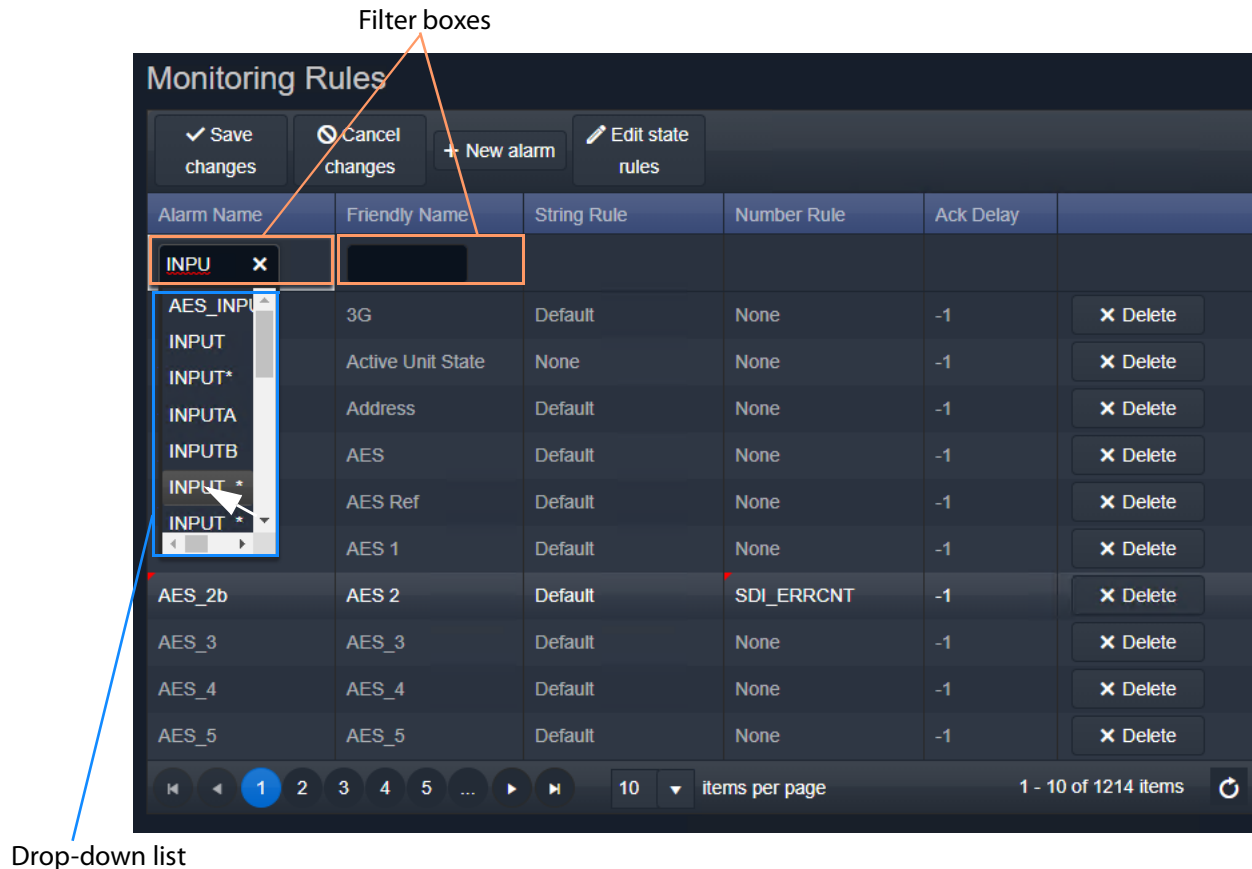 Filter boxes
Monitoring Rules
Save changes
Cancel changes
New alarm
Edit state rules
Alarm Name Friendly Name String Rule Number Rule Ack Delay
INPU
AES_INPU
INPUT
INPUT*
INPUTA
INPUTB
INPUT_*
INPUT_*
3G Default None -1 Delete
Active Unit State None None -1 Delete
Address Default None -1 Delete
AES Default None -1 Delete
AES Ref Default None -1 Delete
AES 1 Default None -1 Delete
AES_2b AES 2 Default SDI_ERRCNT -1 Delete
AES_3 AES_3 Default None -1 Delete
AES_4 AES_4 Default None -1 Delete
AES_5 AES_5 Default None -1 Delete
1 2 3 4 5 ... 10 items per page 1 - 10 of 1214 items
Drop-down list